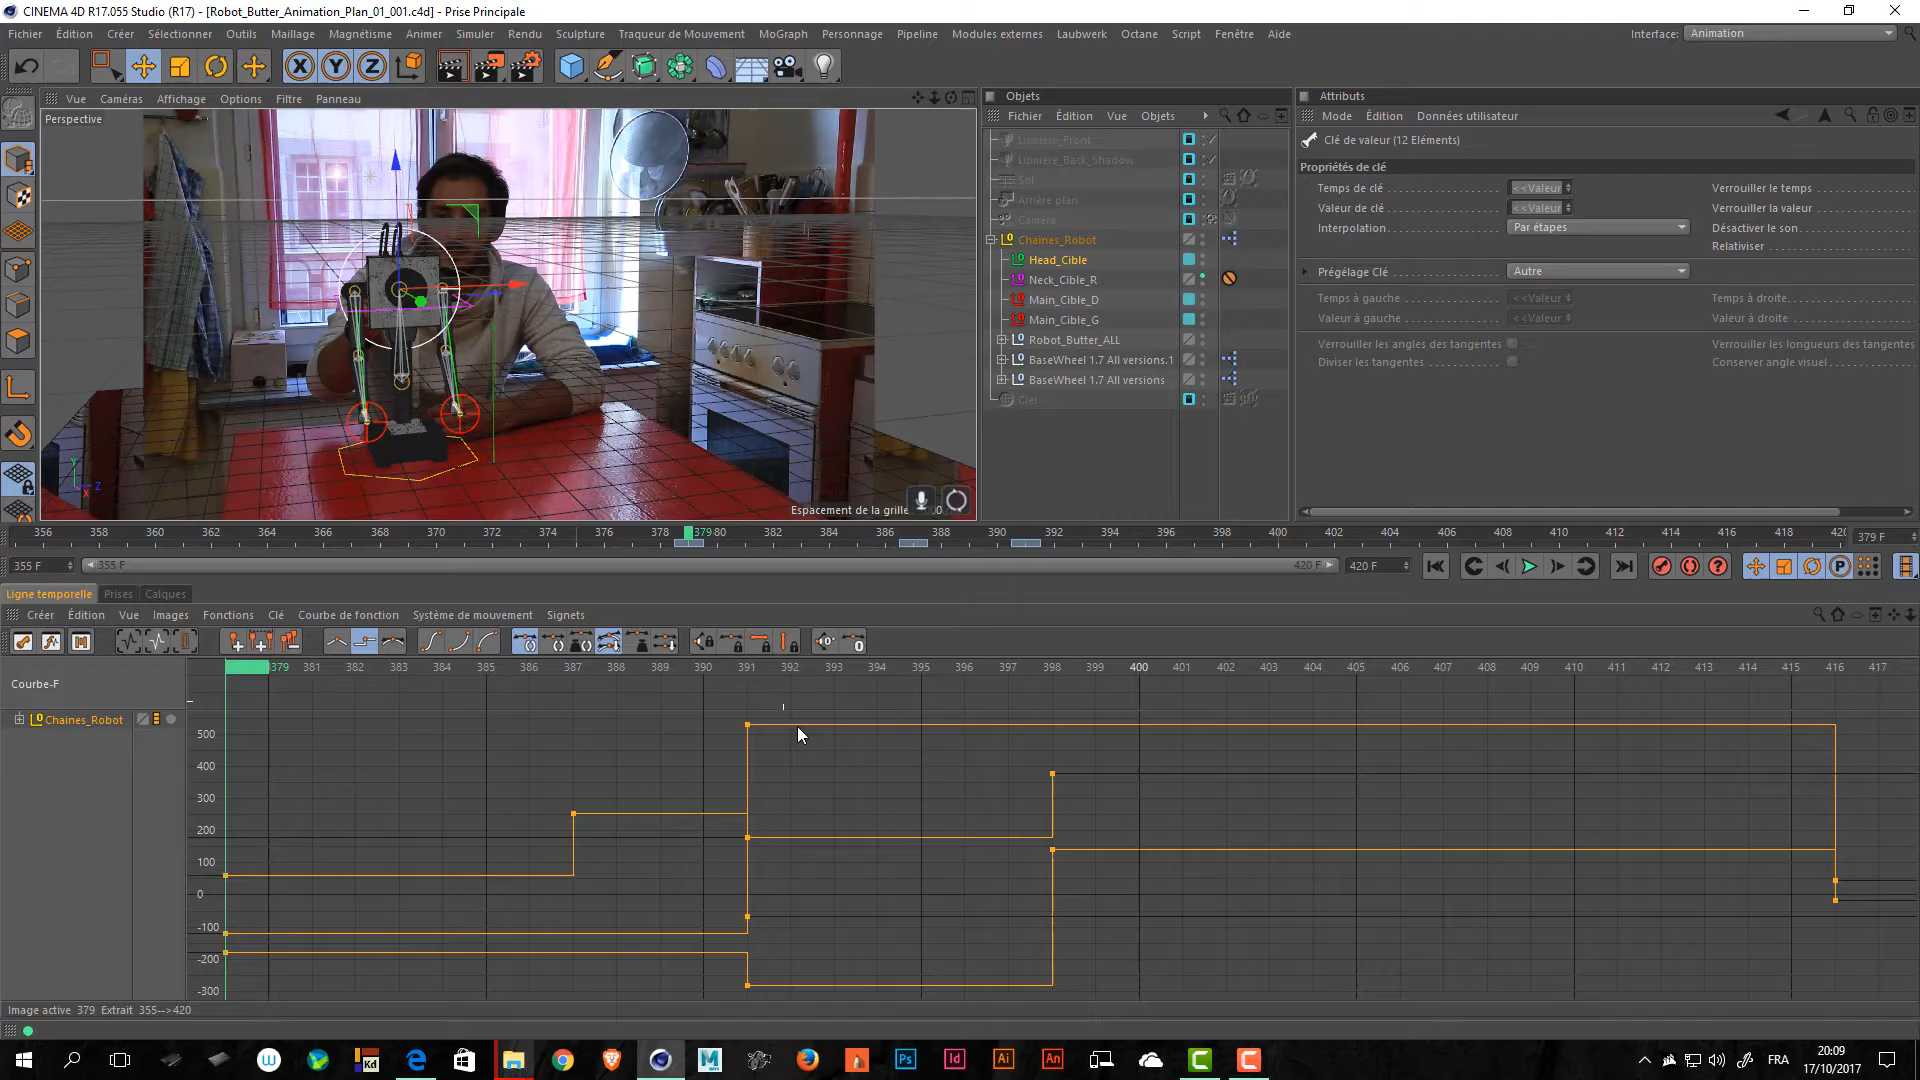 CINEMA 4D R17.055 Studio (R17) - [Robot_Butter_Animation_Plan_01_001.c4d] - Prise Principale
Fichier Édition Créer Sélectionner Outils Maillage Magnétisme Animer Simuler Rendu Sculpture Traqueur de Mouvement MoGraph Personnage Pipeline Modules externes Laubwerk Octane Script Fenêtre Aide Interface: Animation
X Y Z
Vue Caméras Affichage Options Filtre Panneau
Perspective
Espacement de la grille
Objets
Fichier Édition Vue Objets
Lumiere_Front
Lumiere_Back_Shadow
Sol
Arrière plan
Caméra
Chaines_Robot
Head_Cible
Neck_Cible_R
Main_Cible_D
Main_Cible_G
Robot_Butter_ALL
BaseWheel 1.7 All versions.1
BaseWheel 1.7 All versions
Ciel
Attributs
Mode Édition Données utilisateur
Clé de valeur (12 Eléments)
Propriétés de clé
Temps de clé <<Valeur Verrouiller le temps
Valeur de clé <<Valeur Verrouiller la valeur
Interpolation Par étapes Désactiver le son
Relativiser
Prégélage Clé Autre
Temps à gauche <<Valeur Temps à droite
Valeur à gauche <<Valeur Valeur à droite
Verrouiller les angles des tangentes Verrouiller les longueurs des tangentes
Diviser les tangentes Conserver angle visuel
356 358 360 362 364 366 368 370 372 374 376 378 379 80 382 384 386 388 390 392 394 396 398 400 402 404 406 408 410 412 414 416 418 420 379 F
355 F 355 F 420 F 420 F
Ligne temporelle Prises Calques
Créer Édition Vue Images Fonctions Clé Courbe de fonction Système de mouvement Signets
379 381 382 383 384 385 387 388 389 390 391 392 393 394 395 396 397 398 399 400 401 402 403 404 405 406 407 408 409 410 411 412 413 414 415 416 417
Courbe-F
Chaines_Robot
500
400
300
200
100
0
-100
-200
-300
Image active 379 Extrait 355-->420
Kd Ps Id Ai An FRA 20:09
17/10/2017